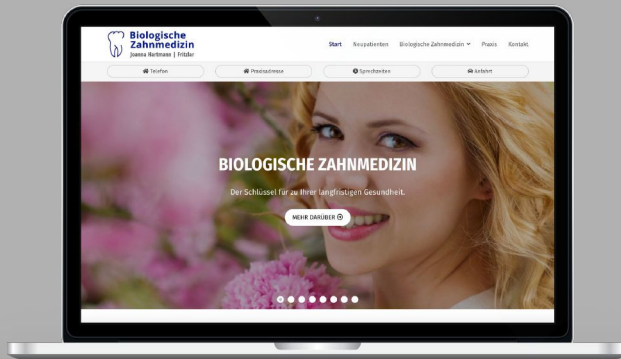 Biologische
Zahnmedizin
Joanna Hartmann | Fritzlar
Start Neupatienten Biologische Zahnmedizin Praxis Kontakt
Telefon Praxisadresse Sprechzeiten Anfahrt
BIOLOGISCHE ZAHNMEDIZIN
Der Schlüssel für zu Ihrer langfristigen Gesundheit.
MEHR DARÜBER